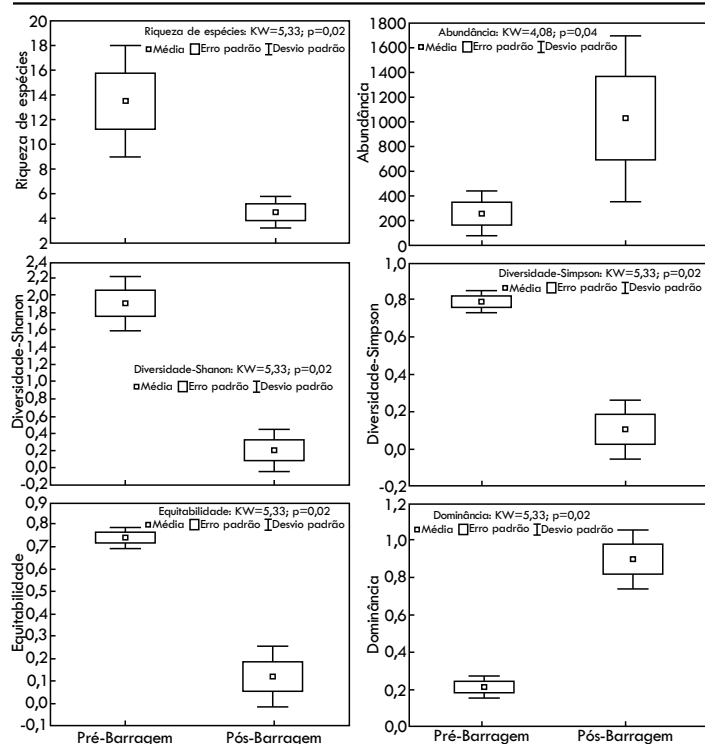 Riqueza de espécies: KW=5,33; p=0,02
Média Erro padrão Desvio padrão
Riqueza de espécies
20
18
16
14
12
10
8
6
4
2
Abundância: KW=4,08; p=0,04
Média Erro padrão Desvio padrão
Abundância
1800
1600
1400
1200
1000
800
600
400
200
0
Diversidade-Shanon
2,4
2,2
2,0
1,8
1,6
1,4
1,2
1,0
0,8
0,6
0,4
0,2
0,0
-0,2
Diversidade-Shanon: KW=5,33; p=0,02
Média Erro padrão Desvio padrão
Diversidade-Simpson: KW=5,33; p=0,02
Média Erro padrão Desvio padrão
Diversidade-Simpson
1,0
0,8
0,6
0,4
0,2
0,0
-0,2
Equitabilidade: KW=5,33; p=0,02
Média Erro padrão Desvio padrão
Equitabilidade
0,9
0,8
0,7
0,6
0,5
0,4
0,3
0,2
0,1
0,0
-0,1
Pré-Barragem Pós-Barragem
Dominância: KW=5,33; p=0,02
Média Erro padrão Desvio padrão
Dominância
1,2
1,0
0,8
0,6
0,4
0,2
0,0
Pré-Barragem Pós-Barragem